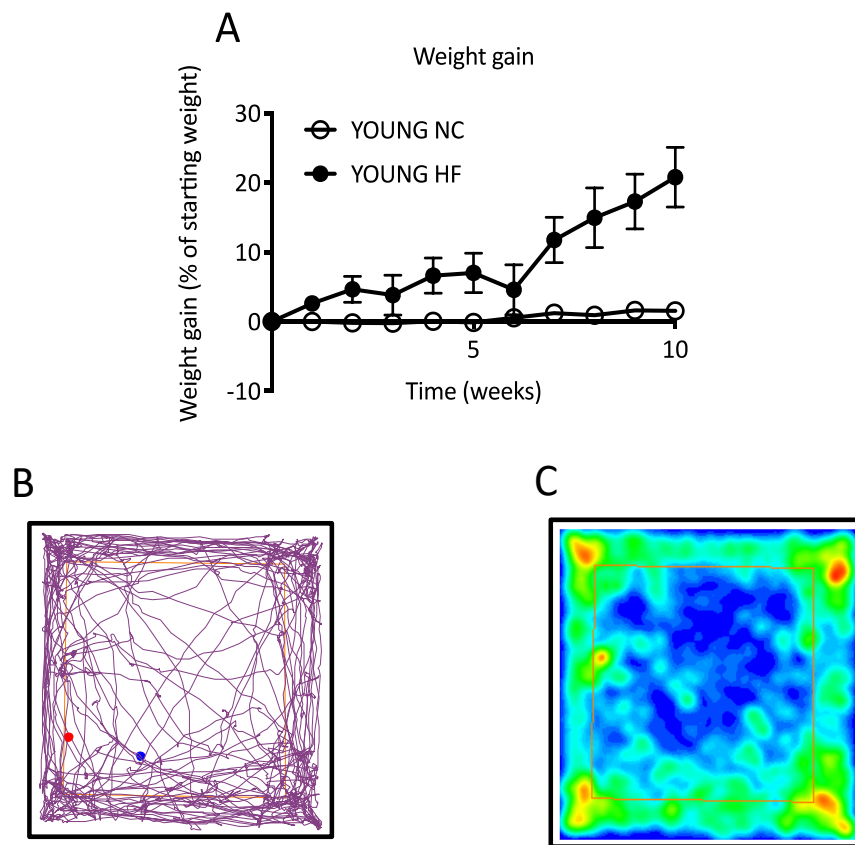 A
Weight gain
Weight gain (% of starting weight)
30
20
10
0
-10
YOUNG NC
YOUNG HF
5
10
Time (weeks)
B
C